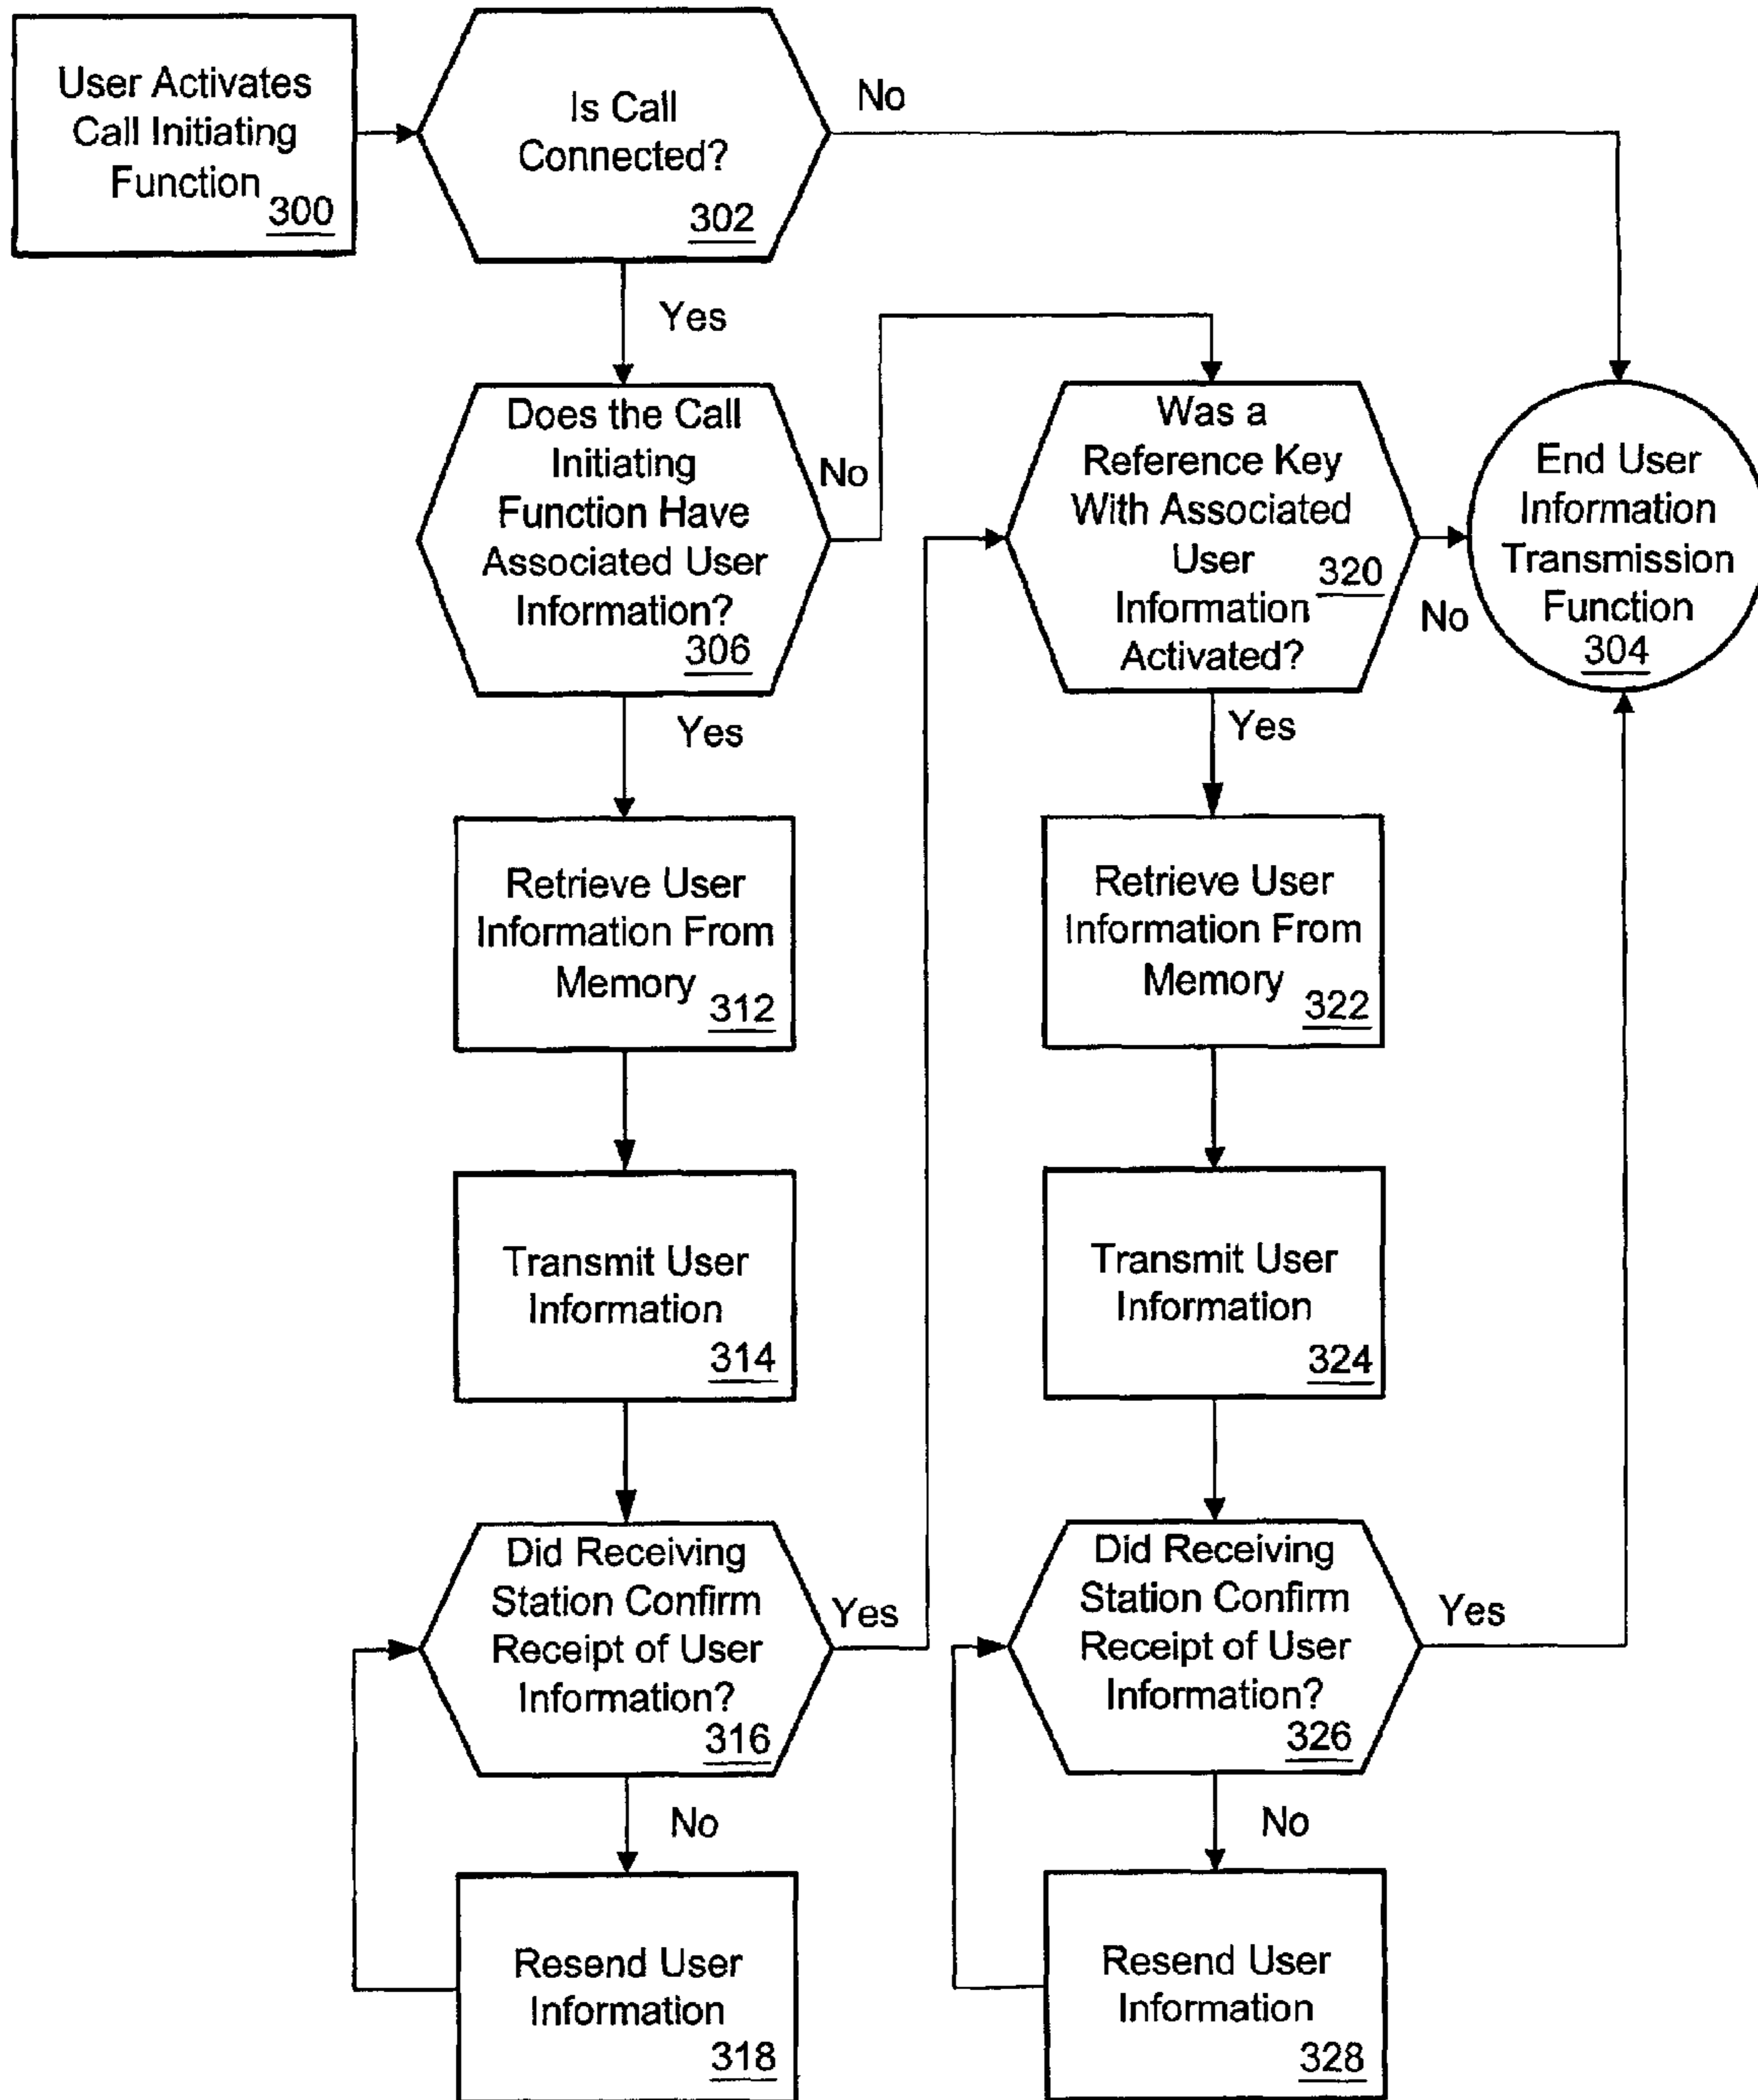 User Activates
Call Initiating
Function
300
Is Call
Connected?
302
No
Yes
Does the Call
Initiating
Function Have
Associated User
Information?
306
No
Was a
Reference Key
With Associated
User
Information
Activated?
320
No
End User
Information
Transmission
Function
304
Yes
Yes
Retrieve User
Information From
Memory
312
Retrieve User
Information From
Memory
322
Transmit User
Information
314
Transmit User
Information
324
Did Receiving
Station Confirm
Receipt of User
Information?
316
Yes
Did Receiving
Station Confirm
Receipt of User
Information?
326
Yes
No
No
Resend User
Information
318
Resend User
Information
328